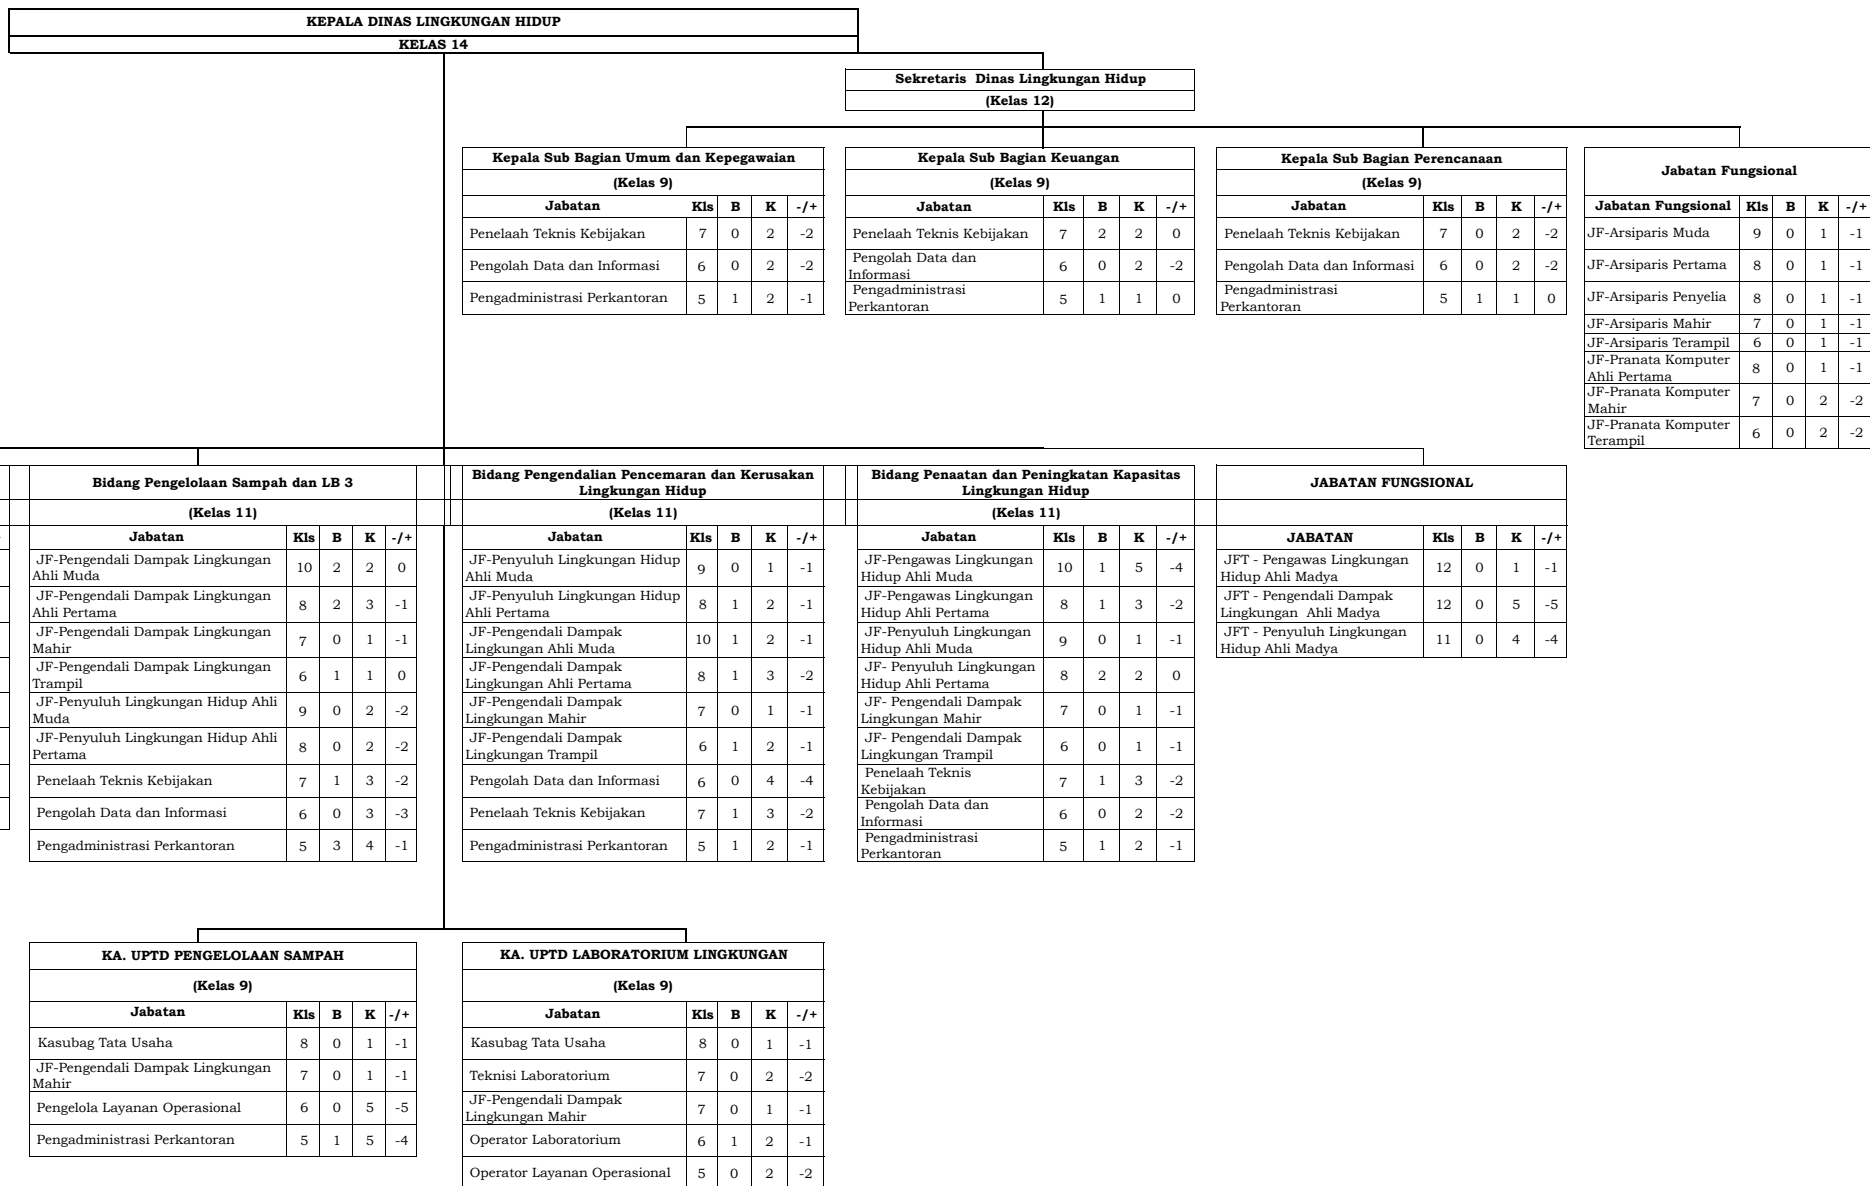 KEPALA DINAS LINGKUNGAN HIDUP
KELAS 14
Sekretaris Dinas Lingkungan Hidup
(Kelas 12)
Kepala Sub Bagian Umum dan Kepegawaian
(Kelas 9)
Jabatan Kls B K -/+
Penelaah Teknis Kebijakan 7 0 2 -2
Pengolah Data dan Informasi 6 0 2 -2
Pengadministrasi Perkantoran 5 1 2 -1
Kepala Sub Bagian Keuangan
(Kelas 9)
Jabatan Kls B K -/+
Penelaah Teknis Kebijakan 7 2 2 0
Pengolah Data dan
Informasi 6 0 2 -2
Pengadministrasi
Perkantoran 5 1 1 0
Kepala Sub Bagian Perencanaan
(Kelas 9)
Jabatan Kls B K -/+
Penelaah Teknis Kebijakan 7 0 2 -2
Pengolah Data dan Informasi 6 0 2 -2
Pengadministrasi
Perkantoran 5 1 1 0
Jabatan Fungsional
Jabatan Fungsional Kls B K -/+
JF-Arsiparis Muda 9 0 1 -1
JF-Arsiparis Pertama 8 0 1 -1
JF-Arsiparis Penyelia 8 0 1 -1
JF-Arsiparis Mahir 7 0 1 -1
JF-Arsiparis Terampil 6 0 1 -1
JF-Pranata Komputer
Ahli Pertama 8 0 1 -1
JF-Pranata Komputer
Mahir 7 0 2 -2
JF-Pranata Komputer
Terampil 6 0 2 -2
Bidang Pengelolaan Sampah dan LB 3
(Kelas 11)
Jabatan Kls B K -/+
JF-Pengendali Dampak Lingkungan
Ahli Muda 10 2 2 0
JF-Pengendali Dampak Lingkungan
Ahli Pertama 8 2 3 -1
JF-Pengendali Dampak Lingkungan
Mahir 7 0 1 -1
JF-Pengendali Dampak Lingkungan
Trampil 6 1 1 0
JF-Penyuluh Lingkungan Hidup Ahli
Muda 9 0 2 -2
JF-Penyuluh Lingkungan Hidup Ahli
Pertama 8 0 2 -2
Penelaah Teknis Kebijakan 7 1 3 -2
Pengolah Data dan Informasi 6 0 3 -3
Pengadministrasi Perkantoran 5 3 4 -1
Bidang Pengendalian Pencemaran dan Kerusakan
Lingkungan Hidup
(Kelas 11)
Jabatan Kls B K -/+
JF-Penyuluh Lingkungan Hidup
Ahli Muda 9 0 1 -1
JF-Penyuluh Lingkungan Hidup
Ahli Pertama 8 1 2 -1
JF-Pengendali Dampak
Lingkungan Ahli Muda 10 1 2 -1
JF-Pengendali Dampak
Lingkungan Ahli Pertama 8 1 3 -2
JF-Pengendali Dampak
Lingkungan Mahir 7 0 1 -1
JF-Pengendali Dampak
Lingkungan Trampil 6 1 2 -1
Pengolah Data dan Informasi 6 0 4 -4
Penelaah Teknis Kebijakan 7 1 3 -2
Pengadministrasi Perkantoran 5 1 2 -1
Bidang Penaatan dan Peningkatan Kapasitas
Lingkungan Hidup
(Kelas 11)
Jabatan Kls B K -/+
JF-Pengawas Lingkungan
Hidup Ahli Muda 10 1 5 -4
JF-Pengawas Lingkungan
Hidup Ahli Pertama 8 1 3 -2
JF-Penyuluh Lingkungan
Hidup Ahli Muda 9 0 1 -1
JF- Penyuluh Lingkungan
Hidup Ahli Pertama 8 2 2 0
JF- Pengendali Dampak
Lingkungan Mahir 7 0 1 -1
JF- Pengendali Dampak
Lingkungan Trampil 6 0 1 -1
Penelaah Teknis
Kebijakan 7 1 3 -2
Pengolah Data dan
Informasi 6 0 2 -2
Pengadministrasi
Perkantoran 5 1 2 -1
JABATAN FUNGSIONAL
JABATAN Kls B K -/+
JFT - Pengawas Lingkungan
Hidup Ahli Madya 12 0 1 -1
JFT - Pengendali Dampak
Lingkungan Ahli Madya 12 0 5 -5
JFT - Penyuluh Lingkungan
Hidup Ahli Madya 11 0 4 -4
KA. UPTD PENGELOLAAN SAMPAH
(Kelas 9)
Jabatan Kls B K -/+
Kasubag Tata Usaha 8 0 1 -1
JF-Pengendali Dampak Lingkungan
Mahir 7 0 1 -1
Pengelola Layanan Operasional 6 0 5 -5
Pengadministrasi Perkantoran 5 1 5 -4
KA. UPTD LABORATORIUM LINGKUNGAN
(Kelas 9)
Jabatan Kls B K -/+
Kasubag Tata Usaha 8 0 1 -1
Teknisi Laboratorium 7 0 2 -2
JF-Pengendali Dampak
Lingkungan Mahir 7 0 1 -1
Operator Laboratorium 6 1 2 -1
Operator Layanan Operasional 5 0 2 -2